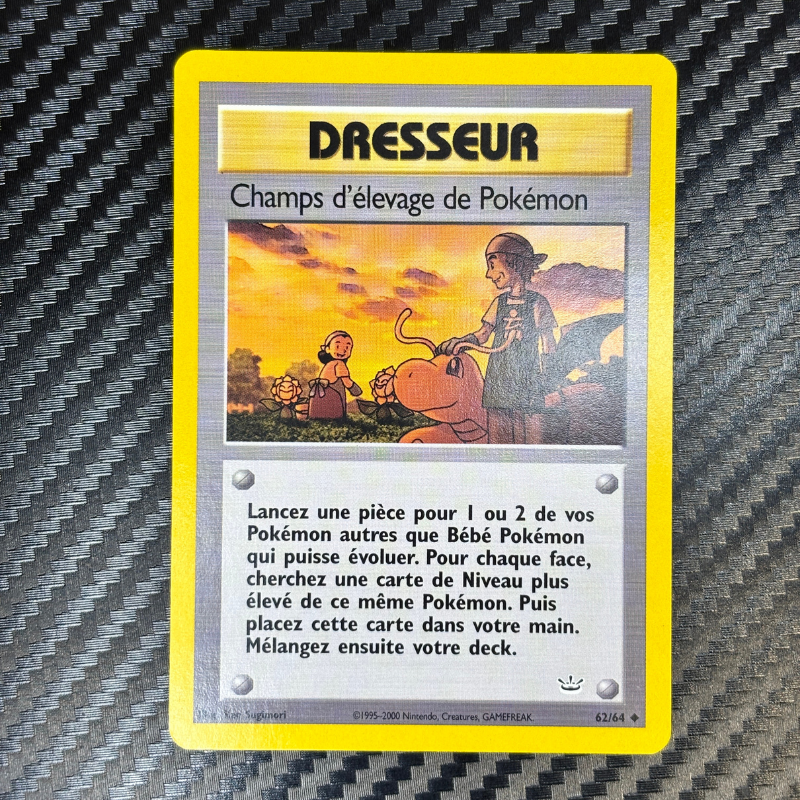 DRESSEUR
Champs d'élevage de Pokémon
Lancez une pièce pour 1 ou 2 de vos
Pokémon autres que Bébé Pokémon
qui puisse évoluer. Pour chaque face,
cherchez une carte de Niveau plus
élevé de ce même Pokémon. Puis
placez cette carte dans votre main.
Mélangez ensuite votre deck.
Sugimori ©1995-2000 Nintendo, Creatures, GAMEFREAK. 62/64